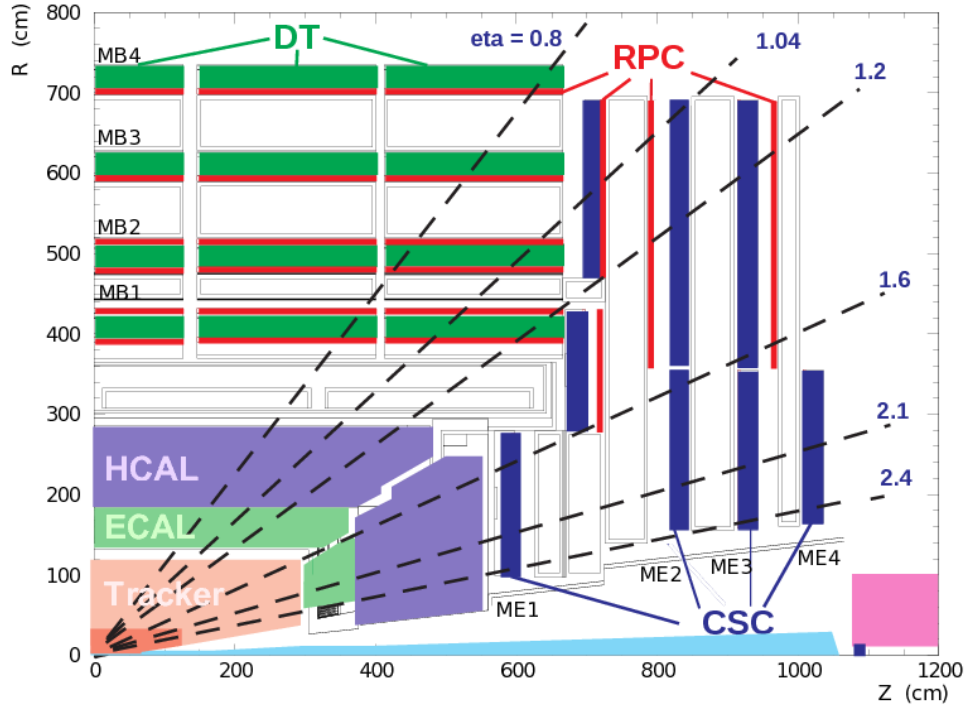 R (cm)
800
700
600
500
400
300
200
100
0
DT
eta = 0.8
1.04
RPC
1.2
MB4
MB3
MB2
MB1
1.6
2.1
HCAL
2.4
ECAL
Tracker
ME1
ME2
ME3
ME4
CSC
0
200
400
600
800
1000
1200
Z (cm)